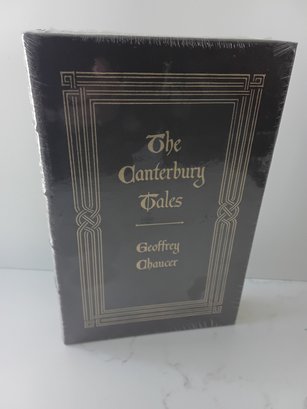 The
Canterbury
Tales
Geoffrey
Chaucer